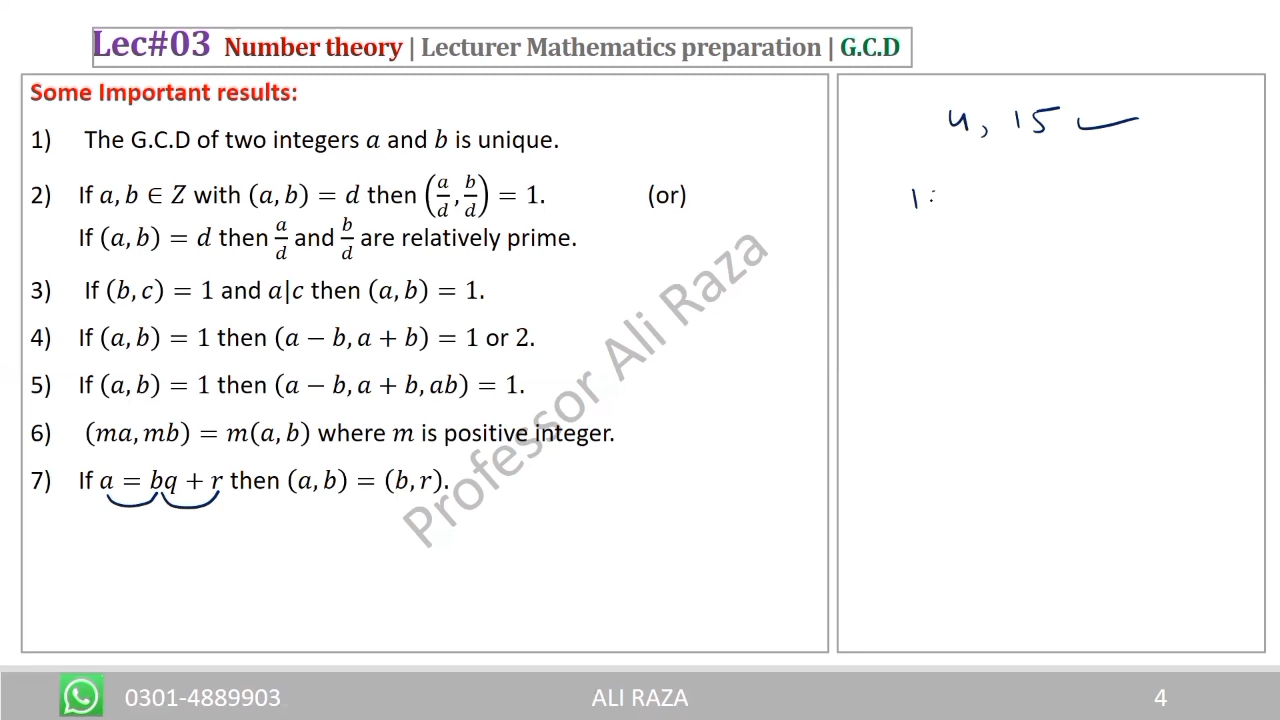 Lec#03 Number theory | Lecturer Mathematics preparation | G.C.D
Some Important results:
1) The G.C.D of two integers a and b is unique.
2) If a, b ∈ Z with (a, b) = d then (a/d, b/d) = 1. (or)
If (a, b) = d then a/d and b/d are relatively prime.
3) If (b, c) = 1 and a|c then (a, b) = 1.
4) If (a, b) = 1 then (a − b, a + b) = 1 or 2.
5) If (a, b) = 1 then (a − b, a + b, ab) = 1.
6) (ma, mb) = m(a, b) where m is positive integer.
7) If a = bq + r then (a, b) = (b, r).
Professor Ali Raza
4, 15
0301-4889903 ALI RAZA 4